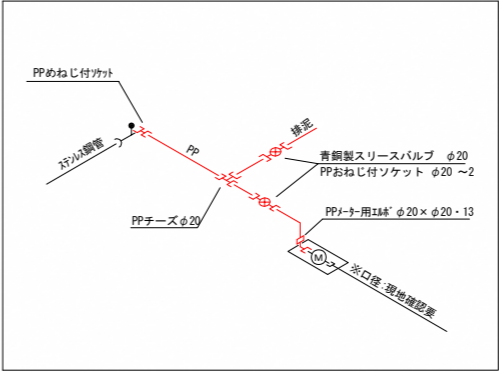 PPめねじ付ｿｹｯﾄ
ｽﾃﾝﾚｽ鋼管
PP
排泥
青銅製スリースバルブ φ20
PPおねじ付ソケット φ20 ～2
PPチーズφ20
PPﾒｰﾀｰ用ｴﾙﾎﾞφ20×φ20・13
M
※口径:現地確認要